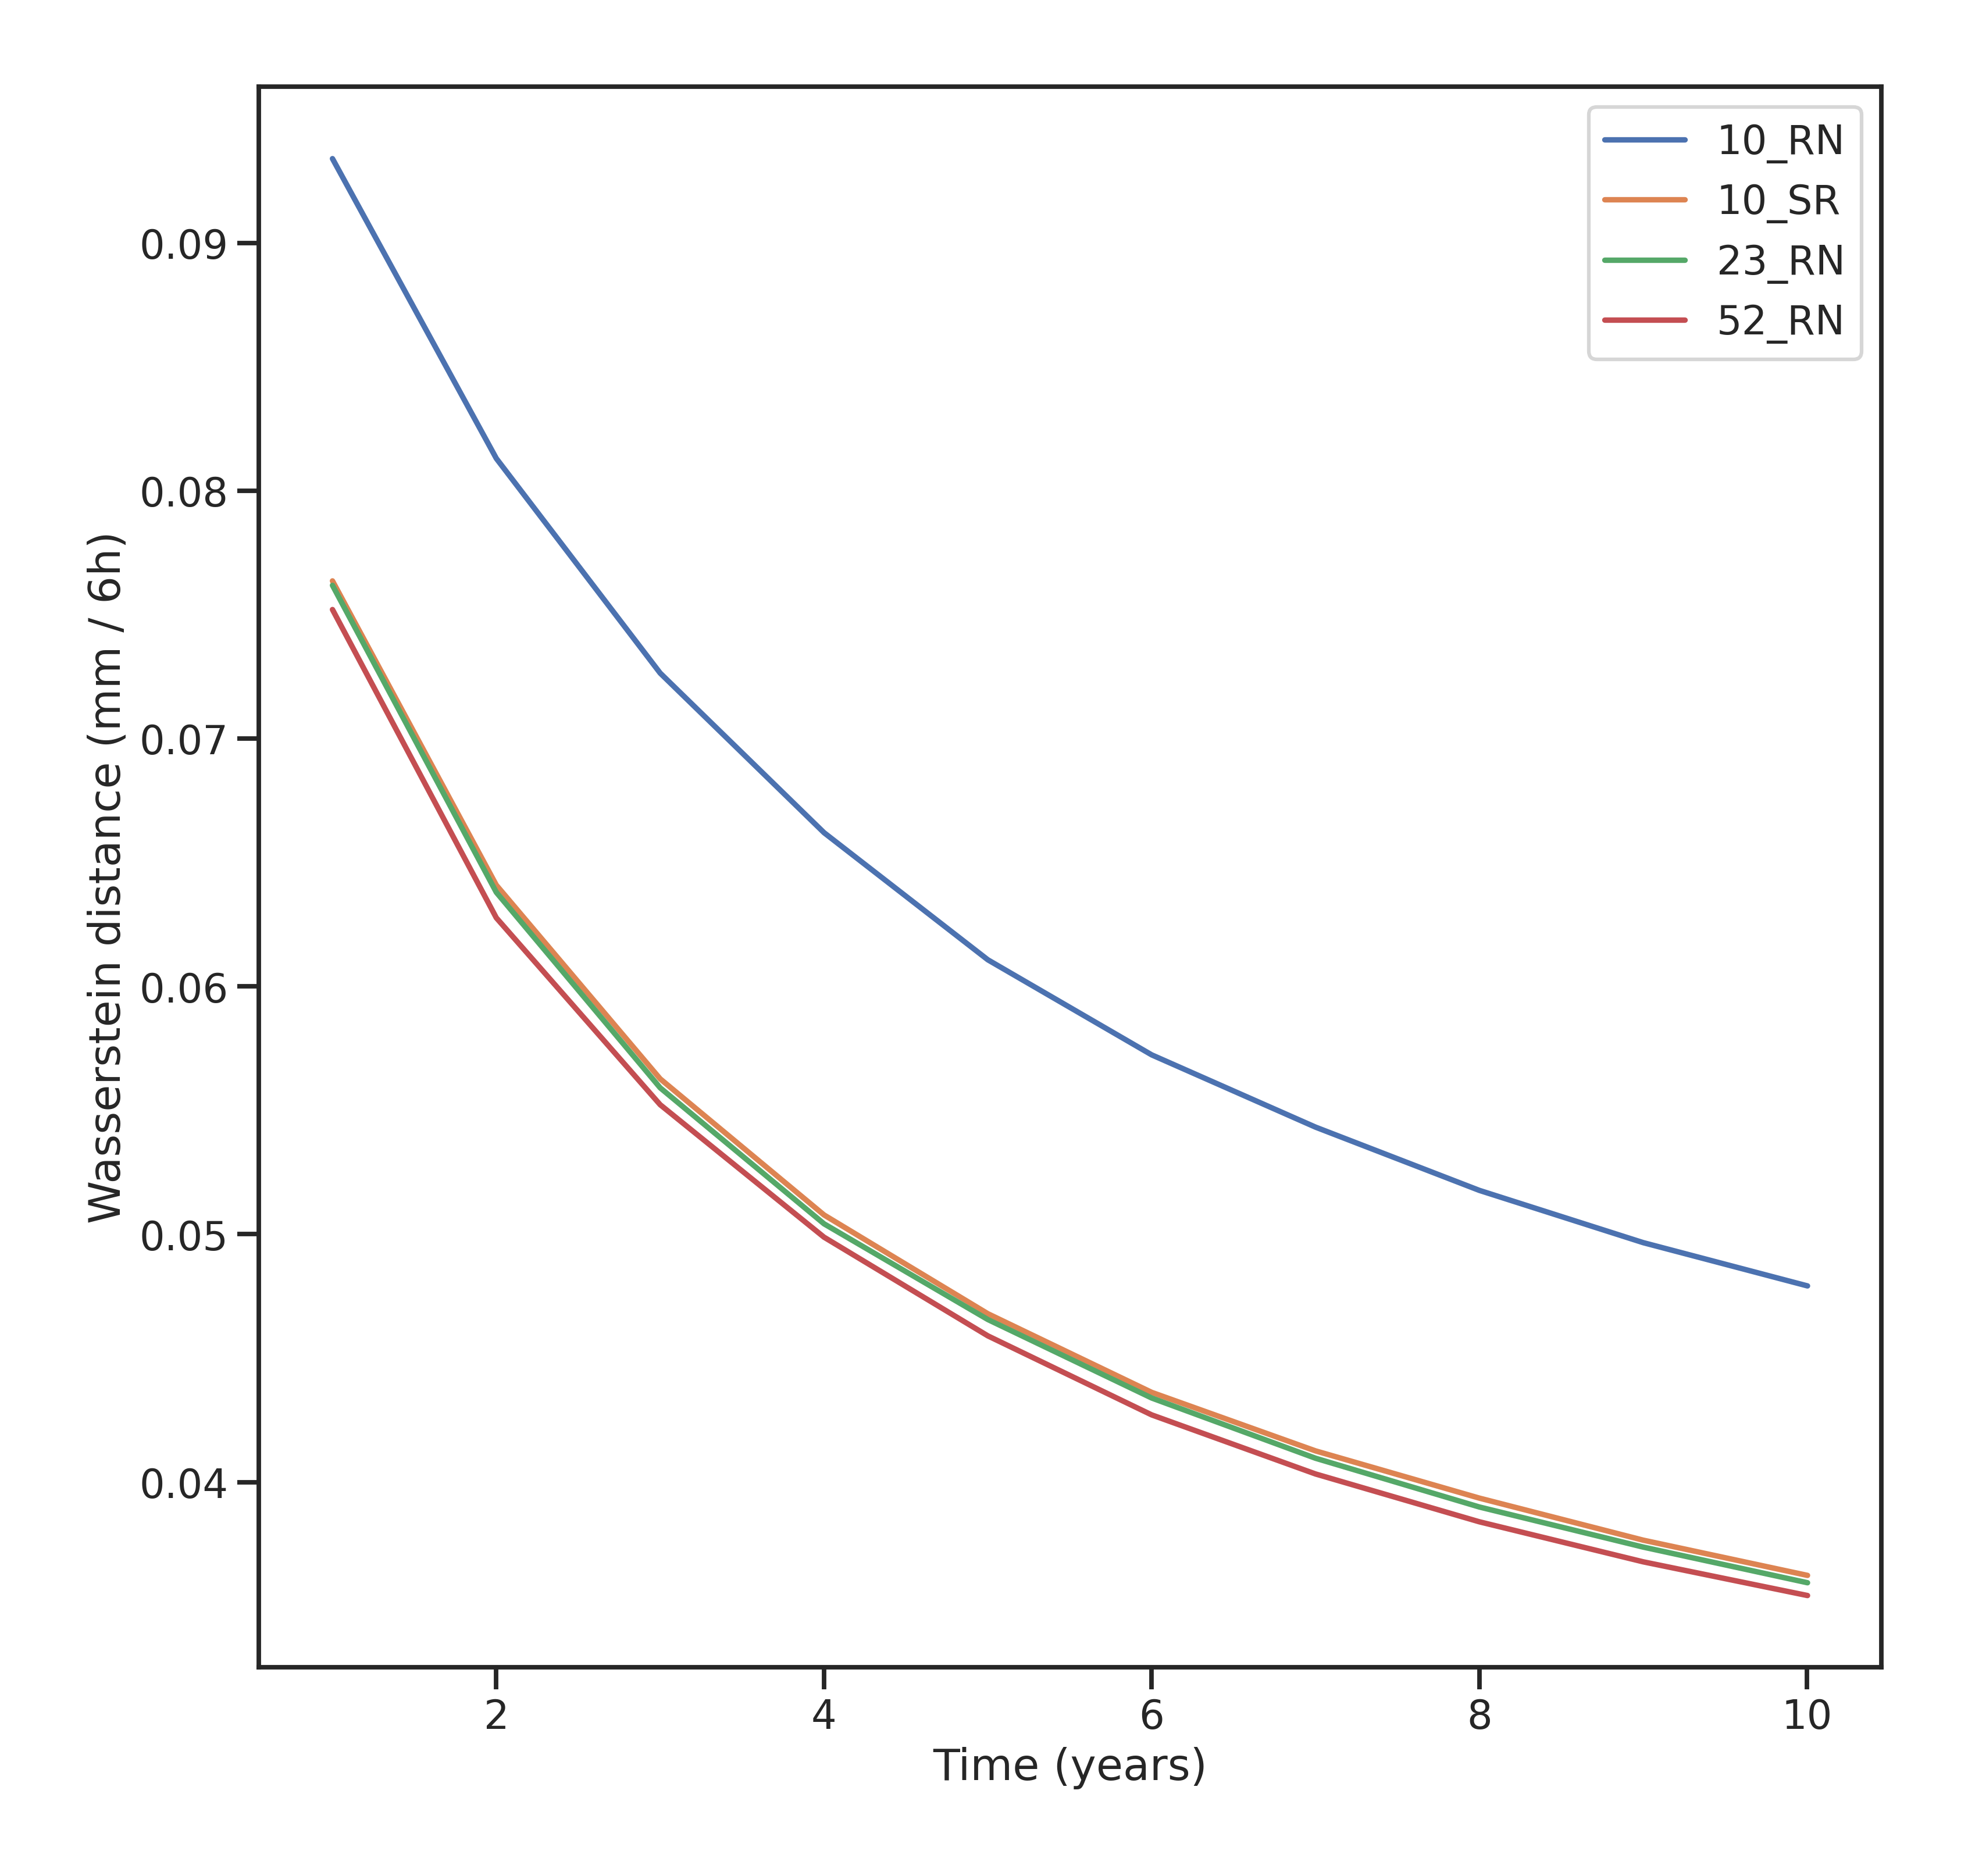 10_RN
10_SR
23_RN
52_RN
0.09
0.08
0.07
0.06
0.05
0.04
Wasserstein distance (mm / 6h)
2 4 6 8 10
Time (years)